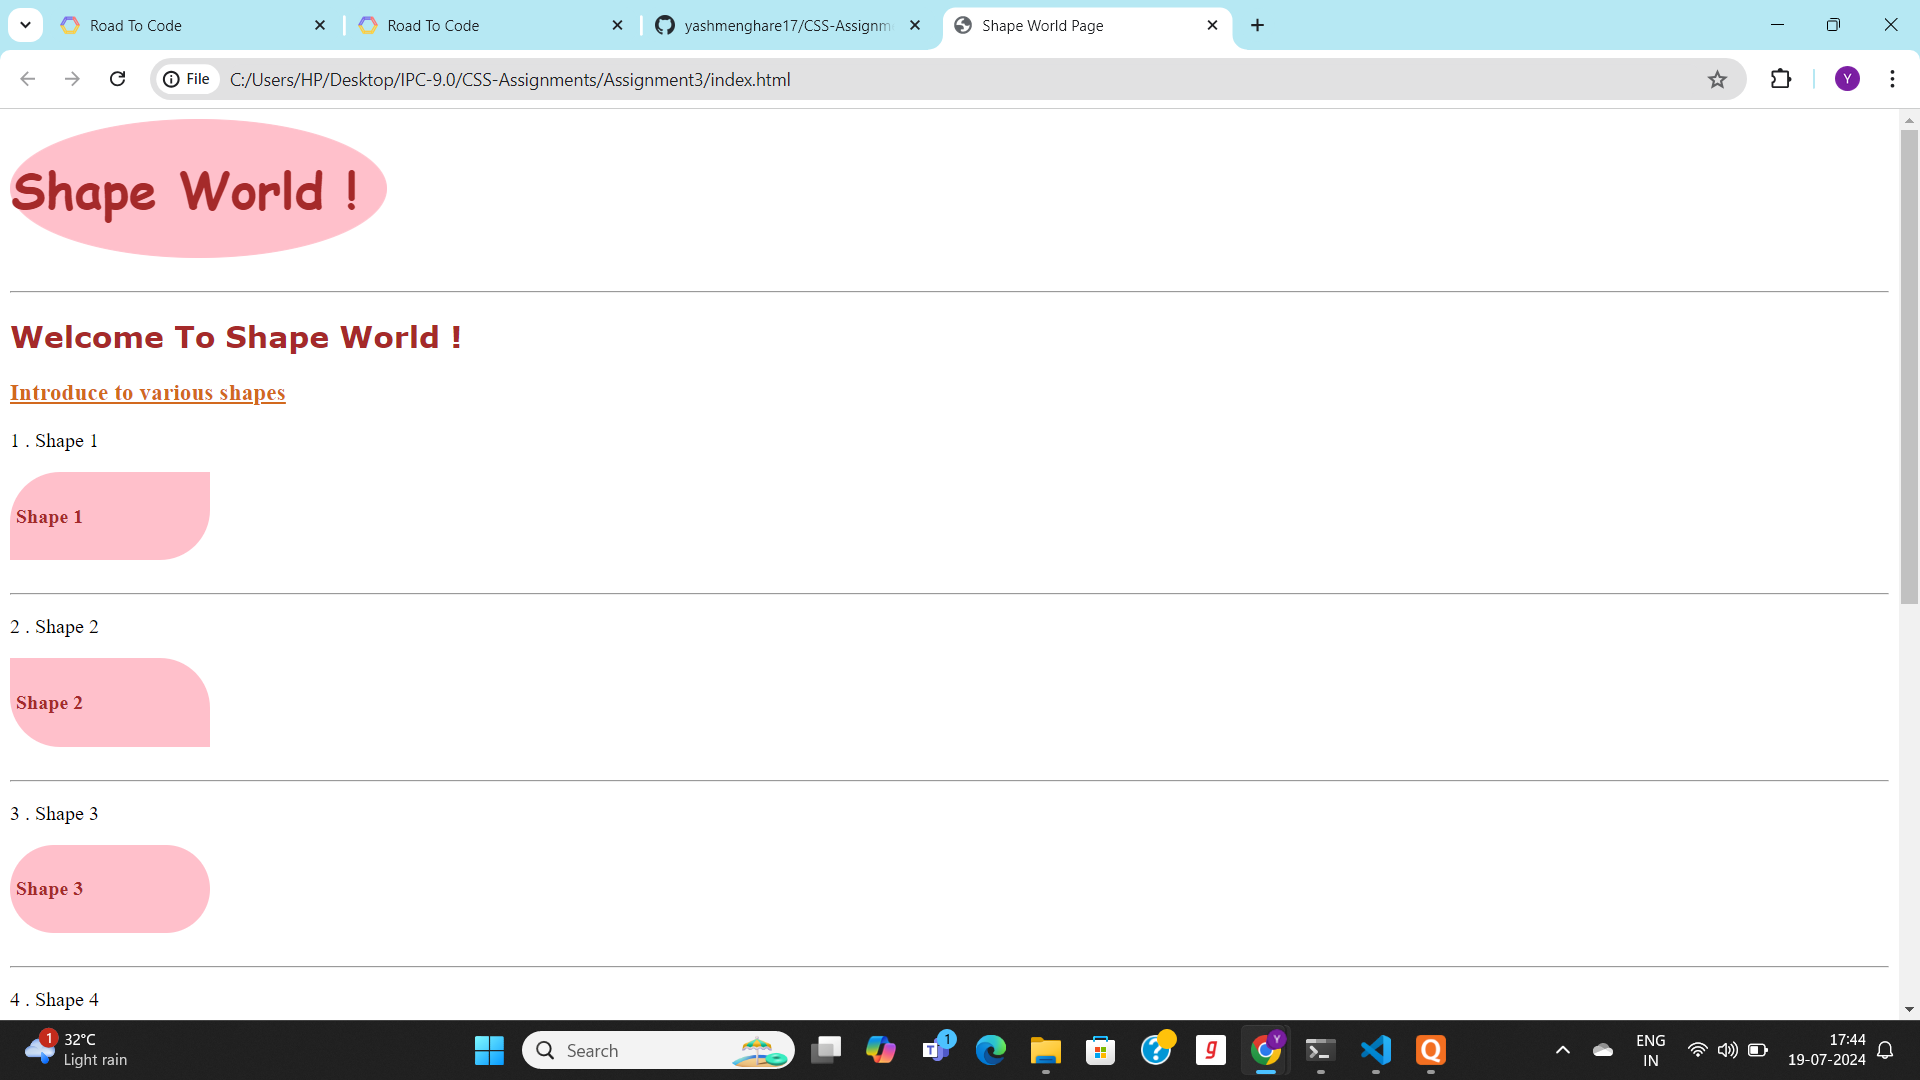 Road To Code
Road To Code
yashmenghare17/CSS-Assignm
Shape World Page
File
C:/Users/HP/Desktop/IPC-9.0/CSS-Assignments/Assignment3/index.html
Y
Shape World !
Welcome To Shape World !
Introduce to various shapes
1 . Shape 1
Shape 1
2 . Shape 2
Shape 2
3 . Shape 3
Shape 3
4 . Shape 4
1
32°C
Light rain
Search
T
1
?
g
Y
Q
ENG
IN
17:44
19-07-2024